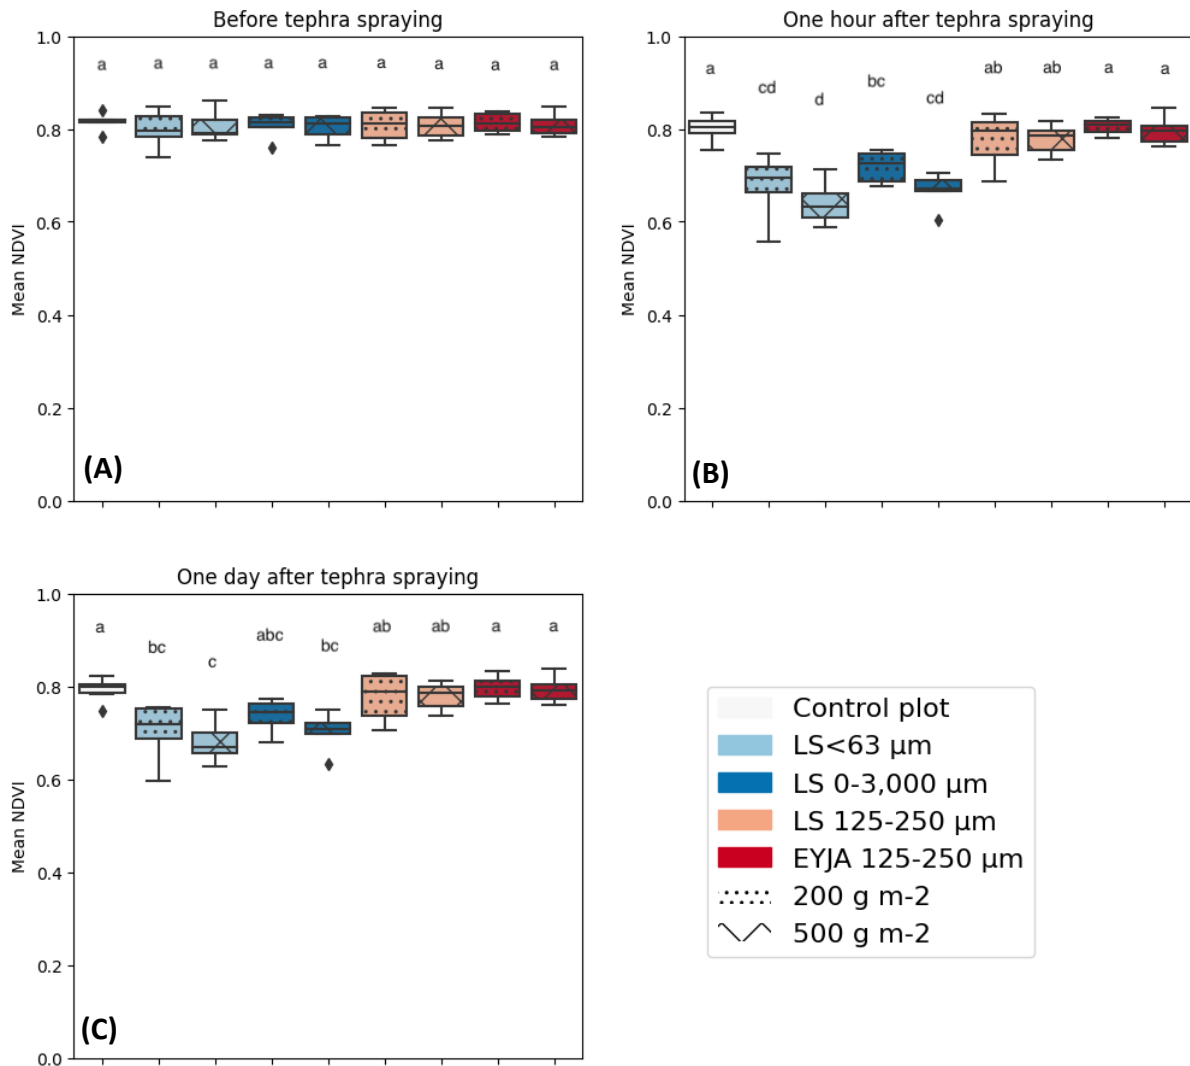 Before tephra spraying
1.0
a a a a a a a a a
0.8
0.6
Mean NDVI
0.4
0.2
(A)
0.0
One hour after tephra spraying
1.0
a cd d bc cd ab ab a a
0.8
0.6
Mean NDVI
0.4
0.2
(B)
0.0
One day after tephra spraying
1.0
a bc c abc bc ab ab a a
0.8
0.6
Mean NDVI
0.4
0.2
(C)
0.0
Control plot
LS<63 μm
LS 0-3,000 μm
LS 125-250 μm
EYJA 125-250 μm
200 g m-2
500 g m-2